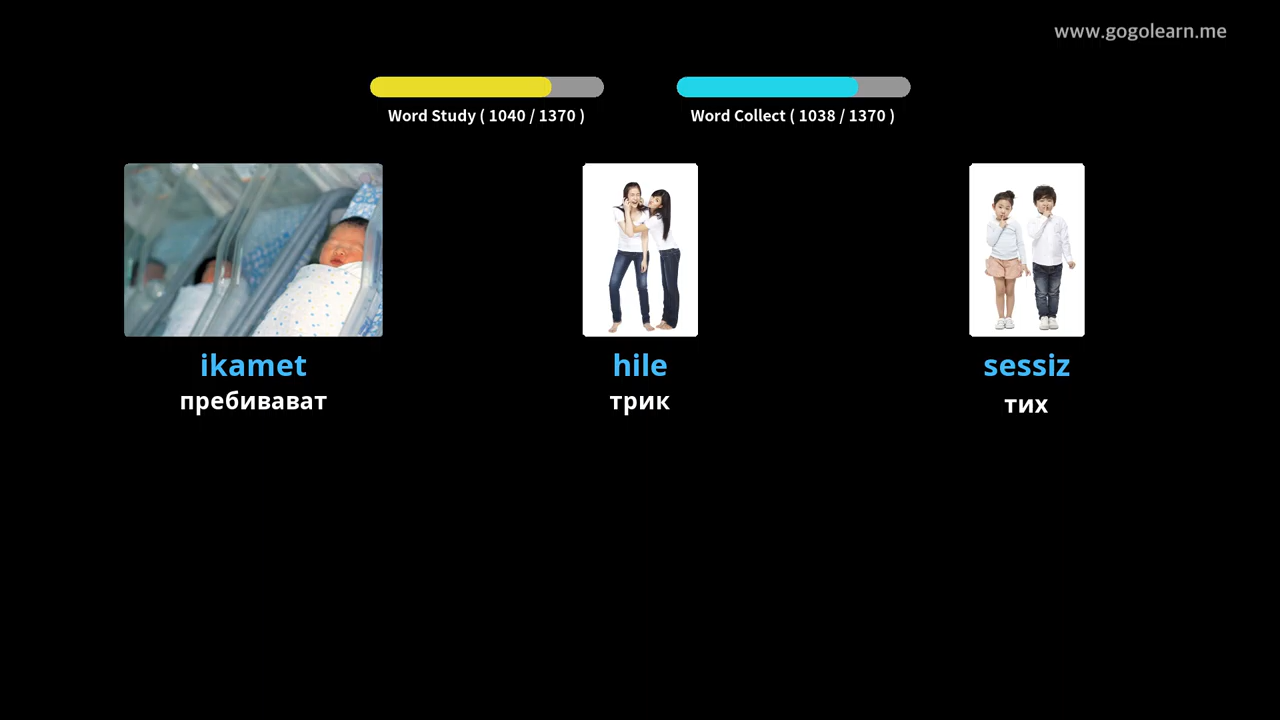 www.gogolearn.me
Word Study ( 1040 / 1370 )
Word Collect ( 1038 / 1370 )
ikamet
пребивават
hile
трик
sessiz
тих